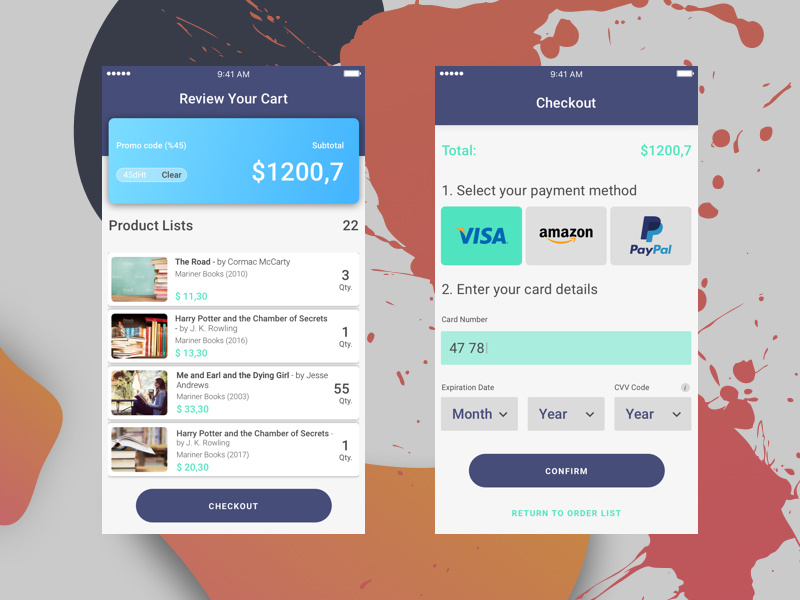 9:41 AM
Review Your Cart
Promo code (%45)
Subtotal
45dHt
Clear
$1200,7
Product Lists
22
The Road - by Cormac McCarty
Mariner Books (2010)
$ 11,30
3
Qty.
Harry Potter and the Chamber of Secrets
- by J. K. Rowling
Mariner Books (2016)
$ 13,30
1
Qty.
Me and Earl and the Dying Girl - by Jesse
Andrews
Mariner Books (2003)
$ 33,30
55
Qty.
Harry Potter and the Chamber of Secrets -
by J. K. Rowling
Mariner Books (2017)
$ 20,30
1
Qty.
CHECKOUT
9:41 AM
Checkout
Total:
$1200,7
1. Select your payment method
VISA
amazon
PayPal
2. Enter your card details
Card Number
47 78
Expiration Date
CVV Code
i
Month
Year
Year
CONFIRM
RETURN TO ORDER LIST